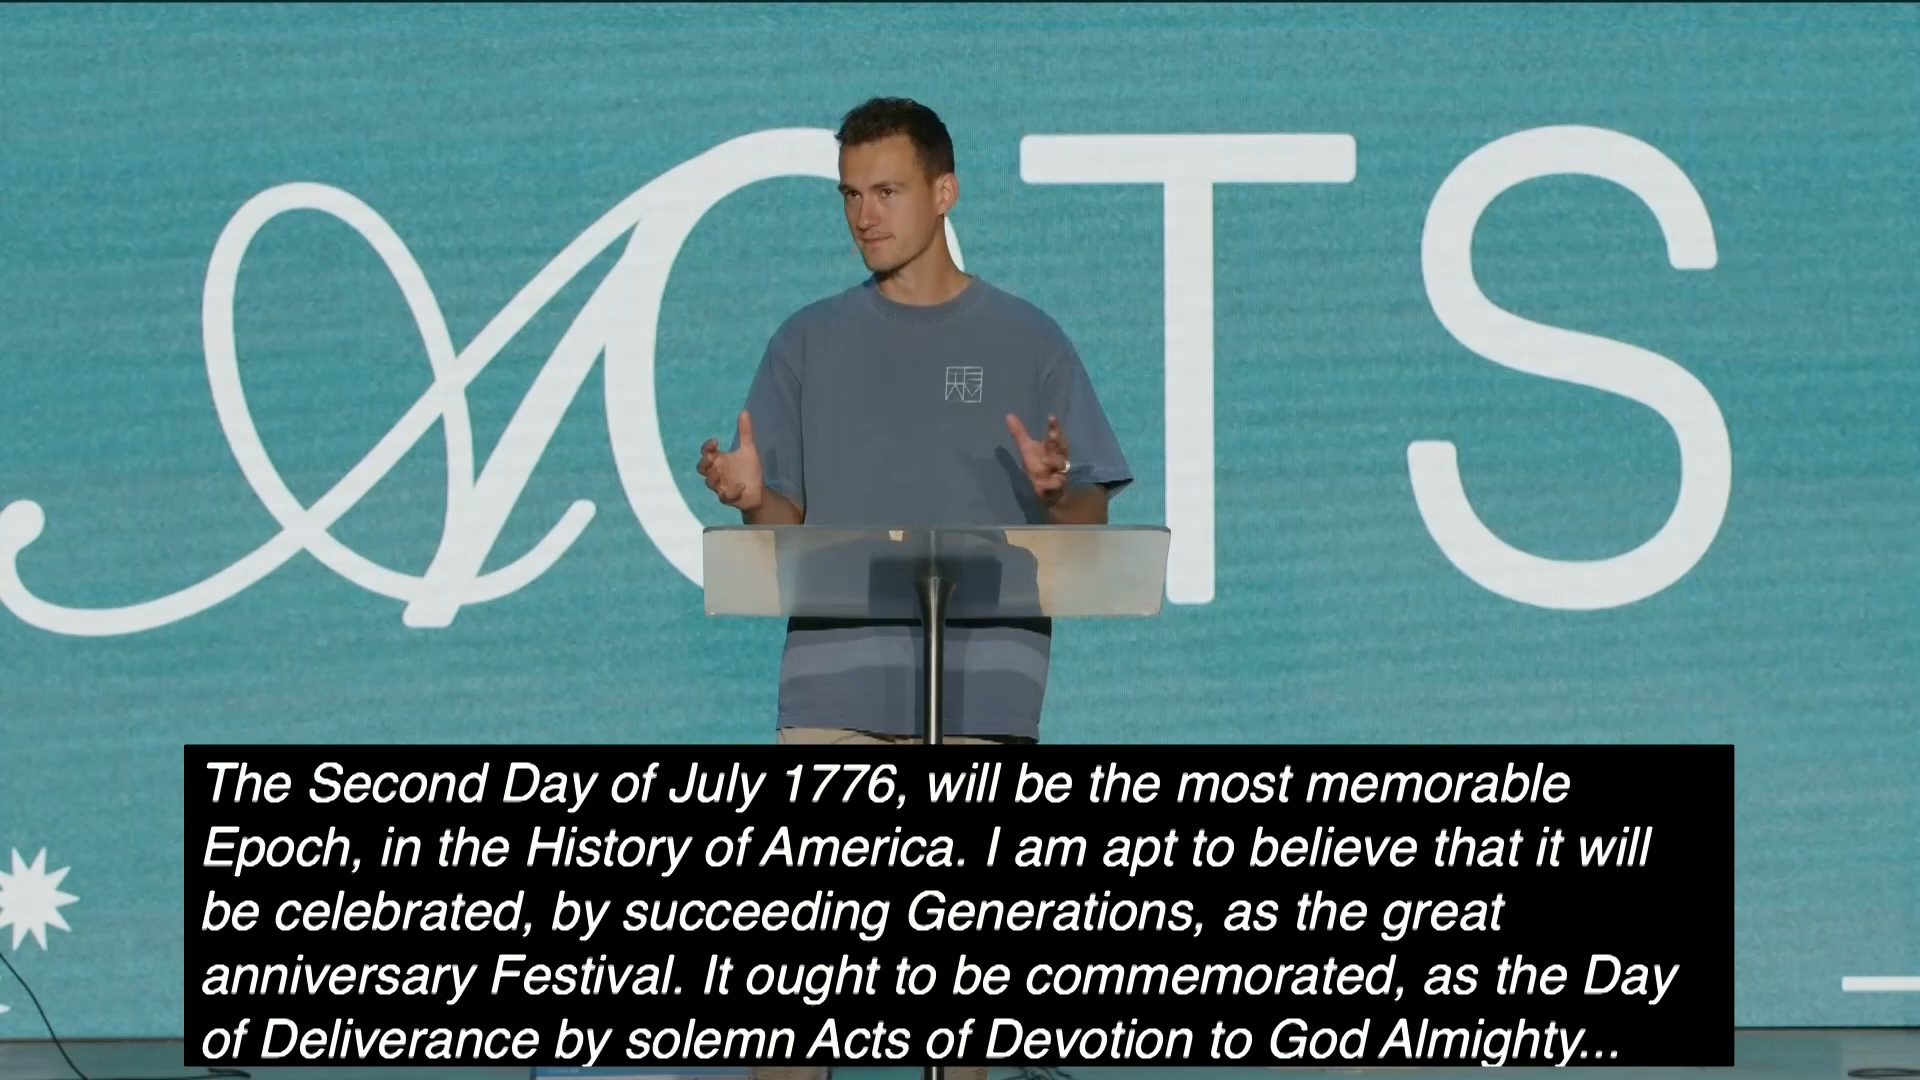 ACTS
The Second Day of July 1776, will be the most memorable
Epoch, in the History of America. I am apt to believe that it will
be celebrated, by succeeding Generations, as the great
anniversary Festival. It ought to be commemorated, as the Day
of Deliverance by solemn Acts of Devotion to God Almighty...